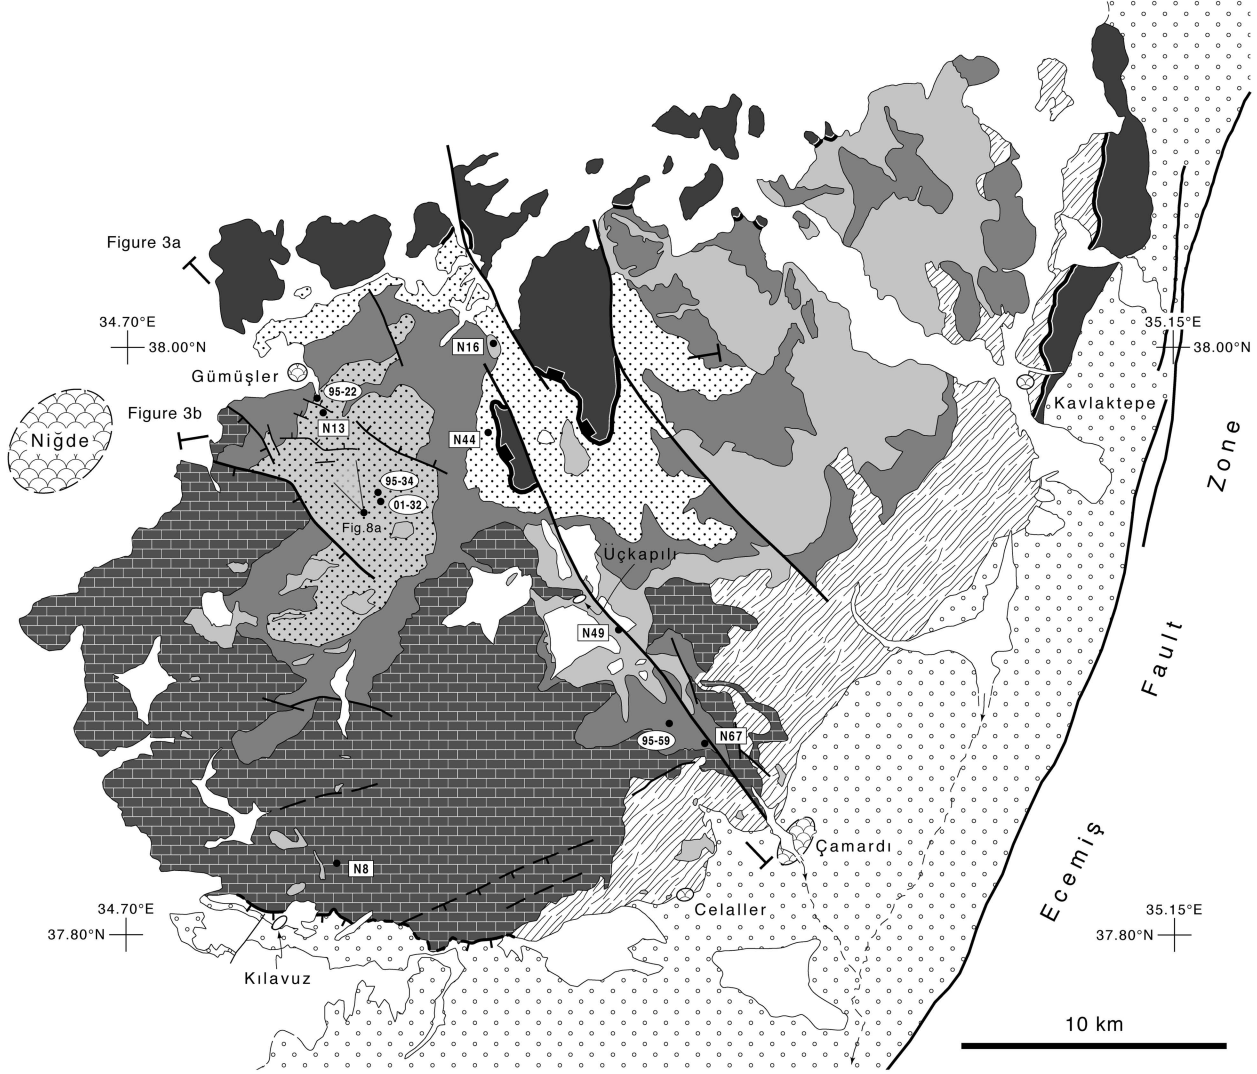 Figure 3a
34.70°E
38.00°N
35.15°E
38.00°N
N16
Gümüşler
95-22
Kavlaktepe
Figure 3b
N13
Niğde
N44
95-34
01-32
Fig.8a
Üçkapılı
N49
95-59
N67
Çamardı
N8
Celaller
34.70°E
37.80°N
35.15°E
37.80°N
Kılavuz
Ecemiş Fault Zone
10 km